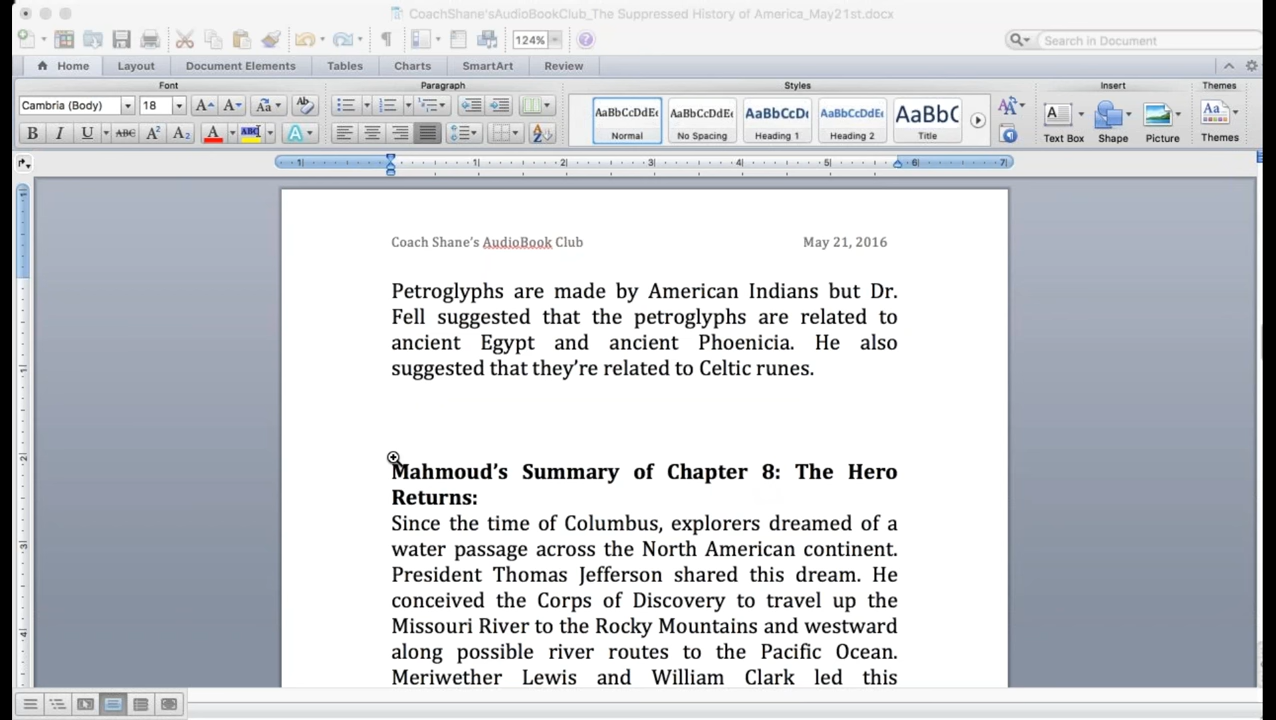 CoachShane'sAudioBookClub_The Suppressed History of America_May21st.docx
124%
Search in Document
Home Layout Document Elements Tables Charts SmartArt Review
Font Paragraph Styles Insert Themes
Cambria (Body) 18
AaBbCcDdEe AaBbCcDdEe AaBbCcDc AaBbCcDdEe AaBbC
Normal No Spacing Heading 1 Heading 2 Title
Text Box Shape Picture Themes
Coach Shane's AudioBook Club May 21, 2016
Petroglyphs are made by American Indians but Dr.
Fell suggested that the petroglyphs are related to
ancient Egypt and ancient Phoenicia. He also
suggested that they’re related to Celtic runes.
Mahmoud’s Summary of Chapter 8: The Hero
Returns:
Since the time of Columbus, explorers dreamed of a
water passage across the North American continent.
President Thomas Jefferson shared this dream. He
conceived the Corps of Discovery to travel up the
Missouri River to the Rocky Mountains and westward
along possible river routes to the Pacific Ocean.
Meriwether Lewis and William Clark led this